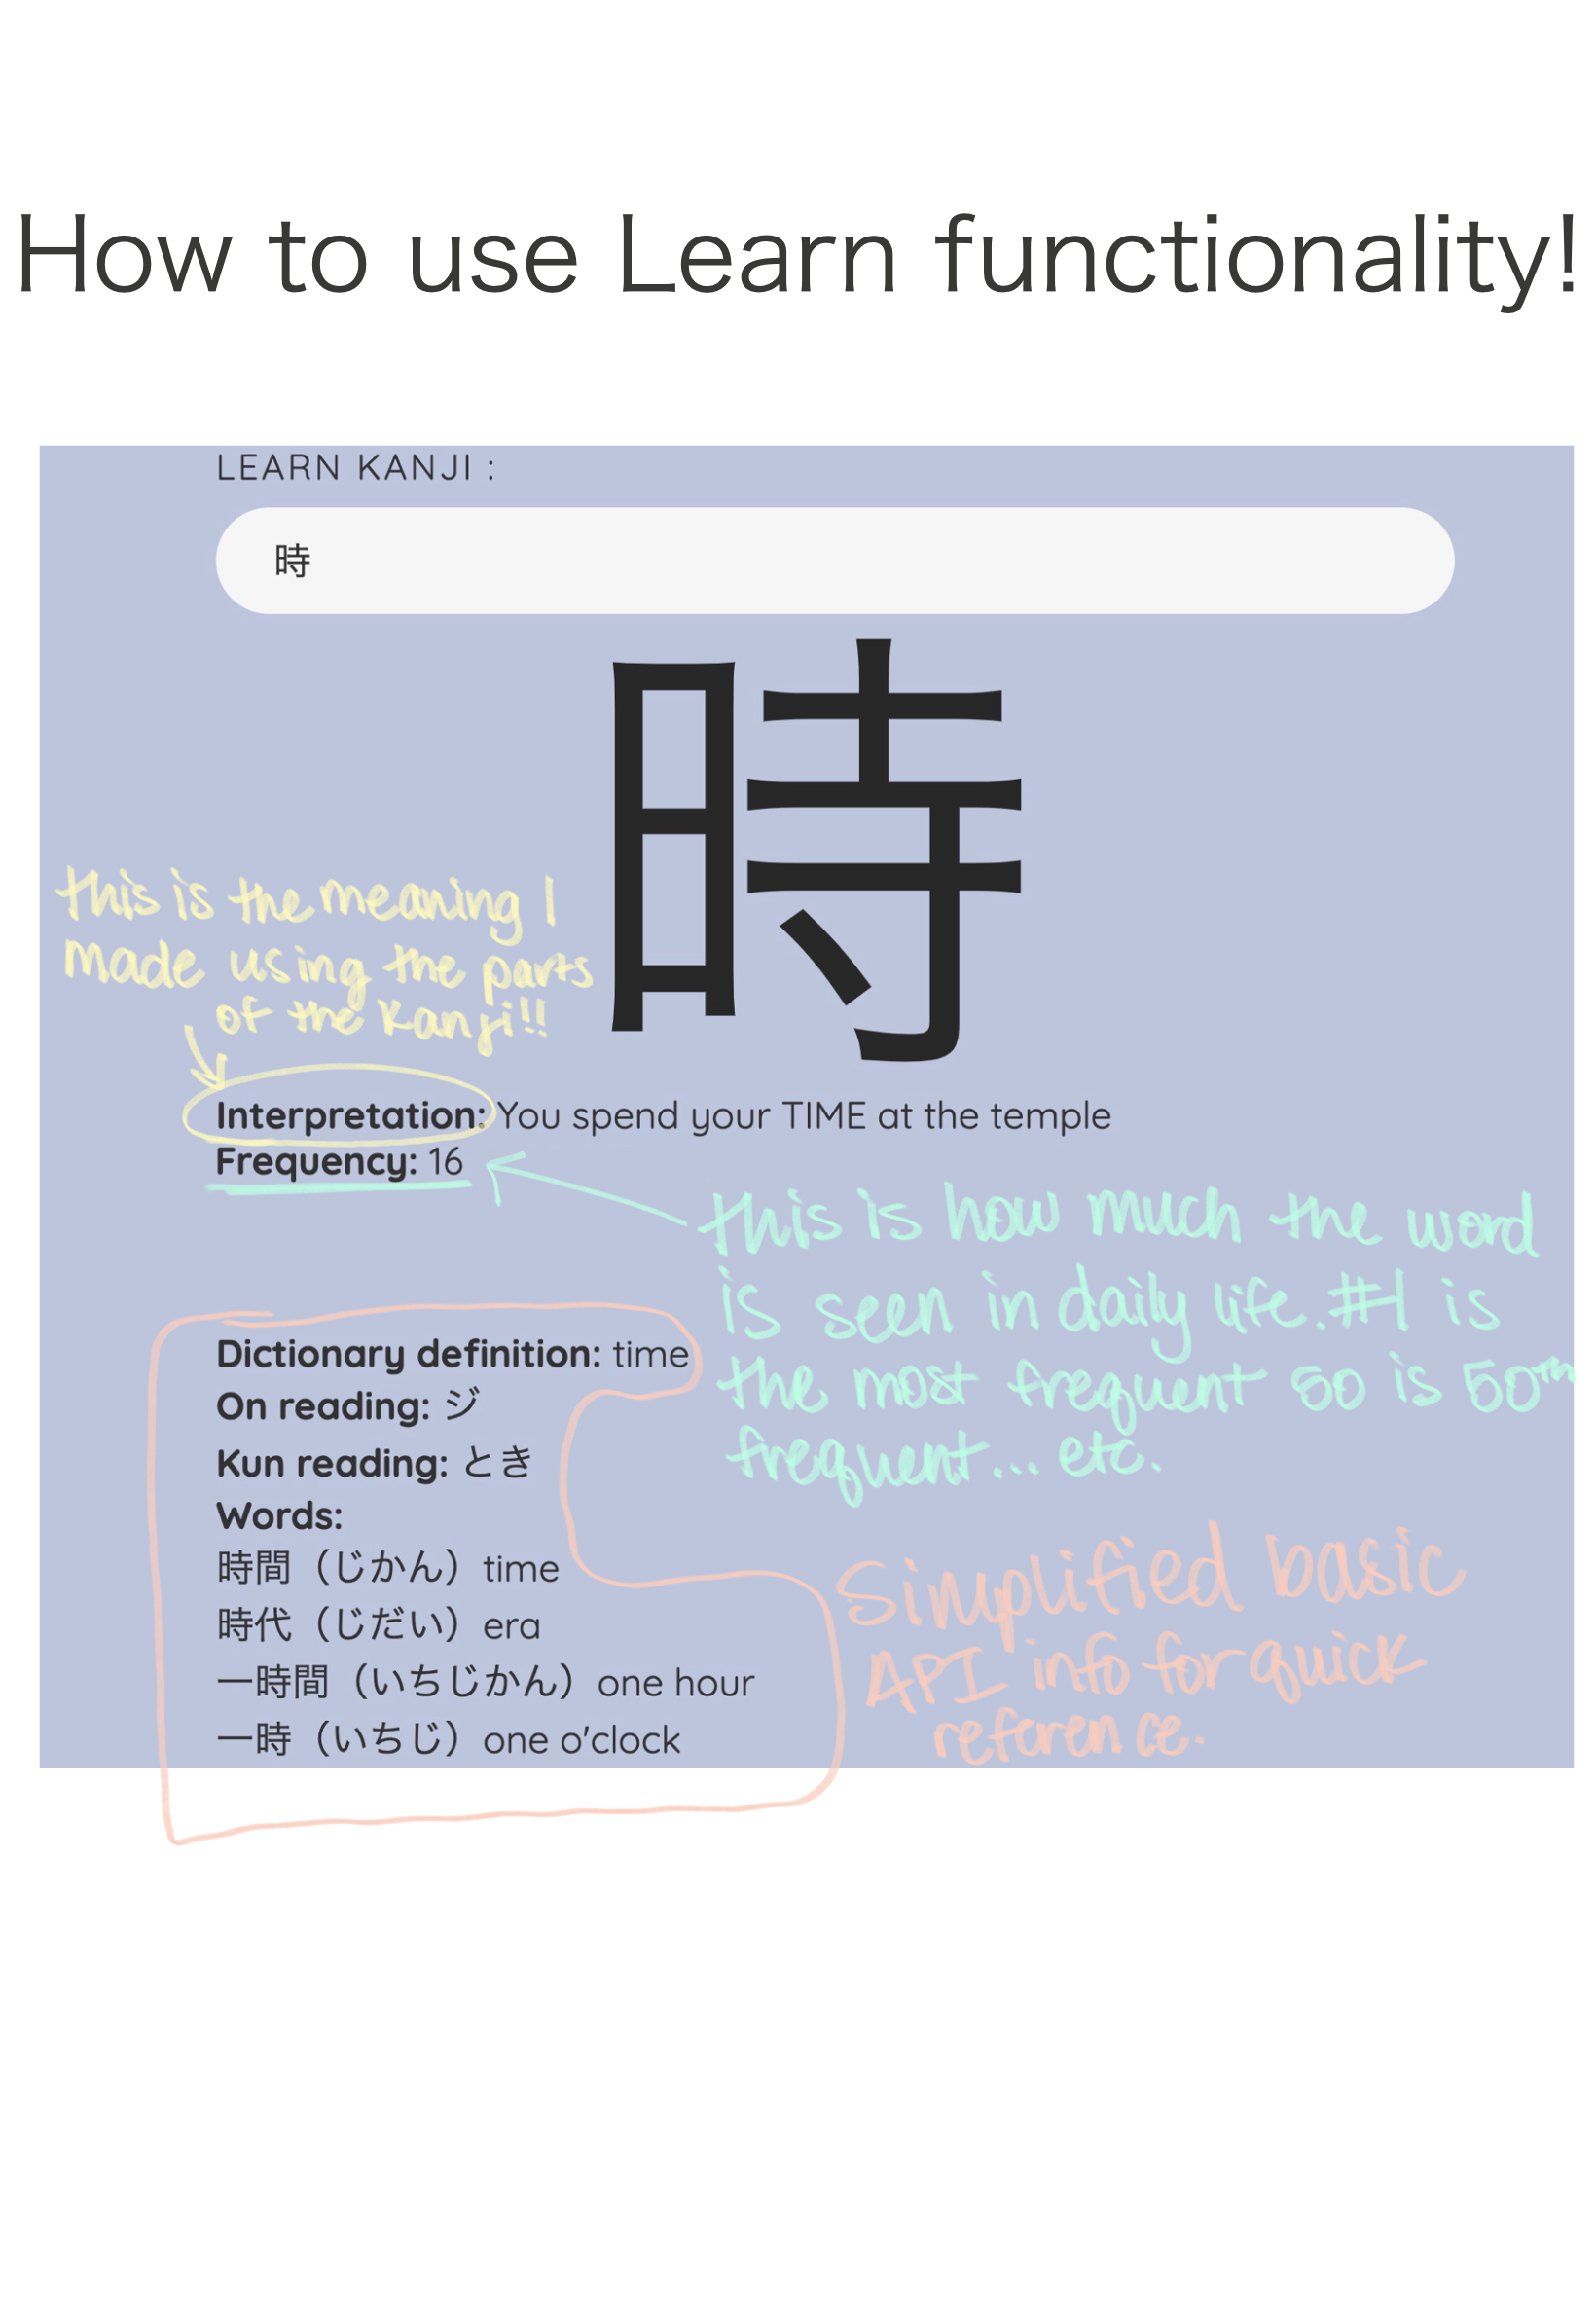 How to use Learn functionality!
LEARN KANJI :
時
時
this is the meaning I
made using the parts
of the kanji!!
Interpretation: You spend your TIME at the temple
Frequency: 16
this is how much the word
is seen in daily life. #1 is
the most frequent 50 is 50th
frequent... etc.
Dictionary definition: time
On reading: ジ
Kun reading: とき
Words:
時間（じかん）time
時代（じだい）era
一時間（いちじかん）one hour
一時（いちじ）one o'clock
Simplified basic
API info for quick
reference.